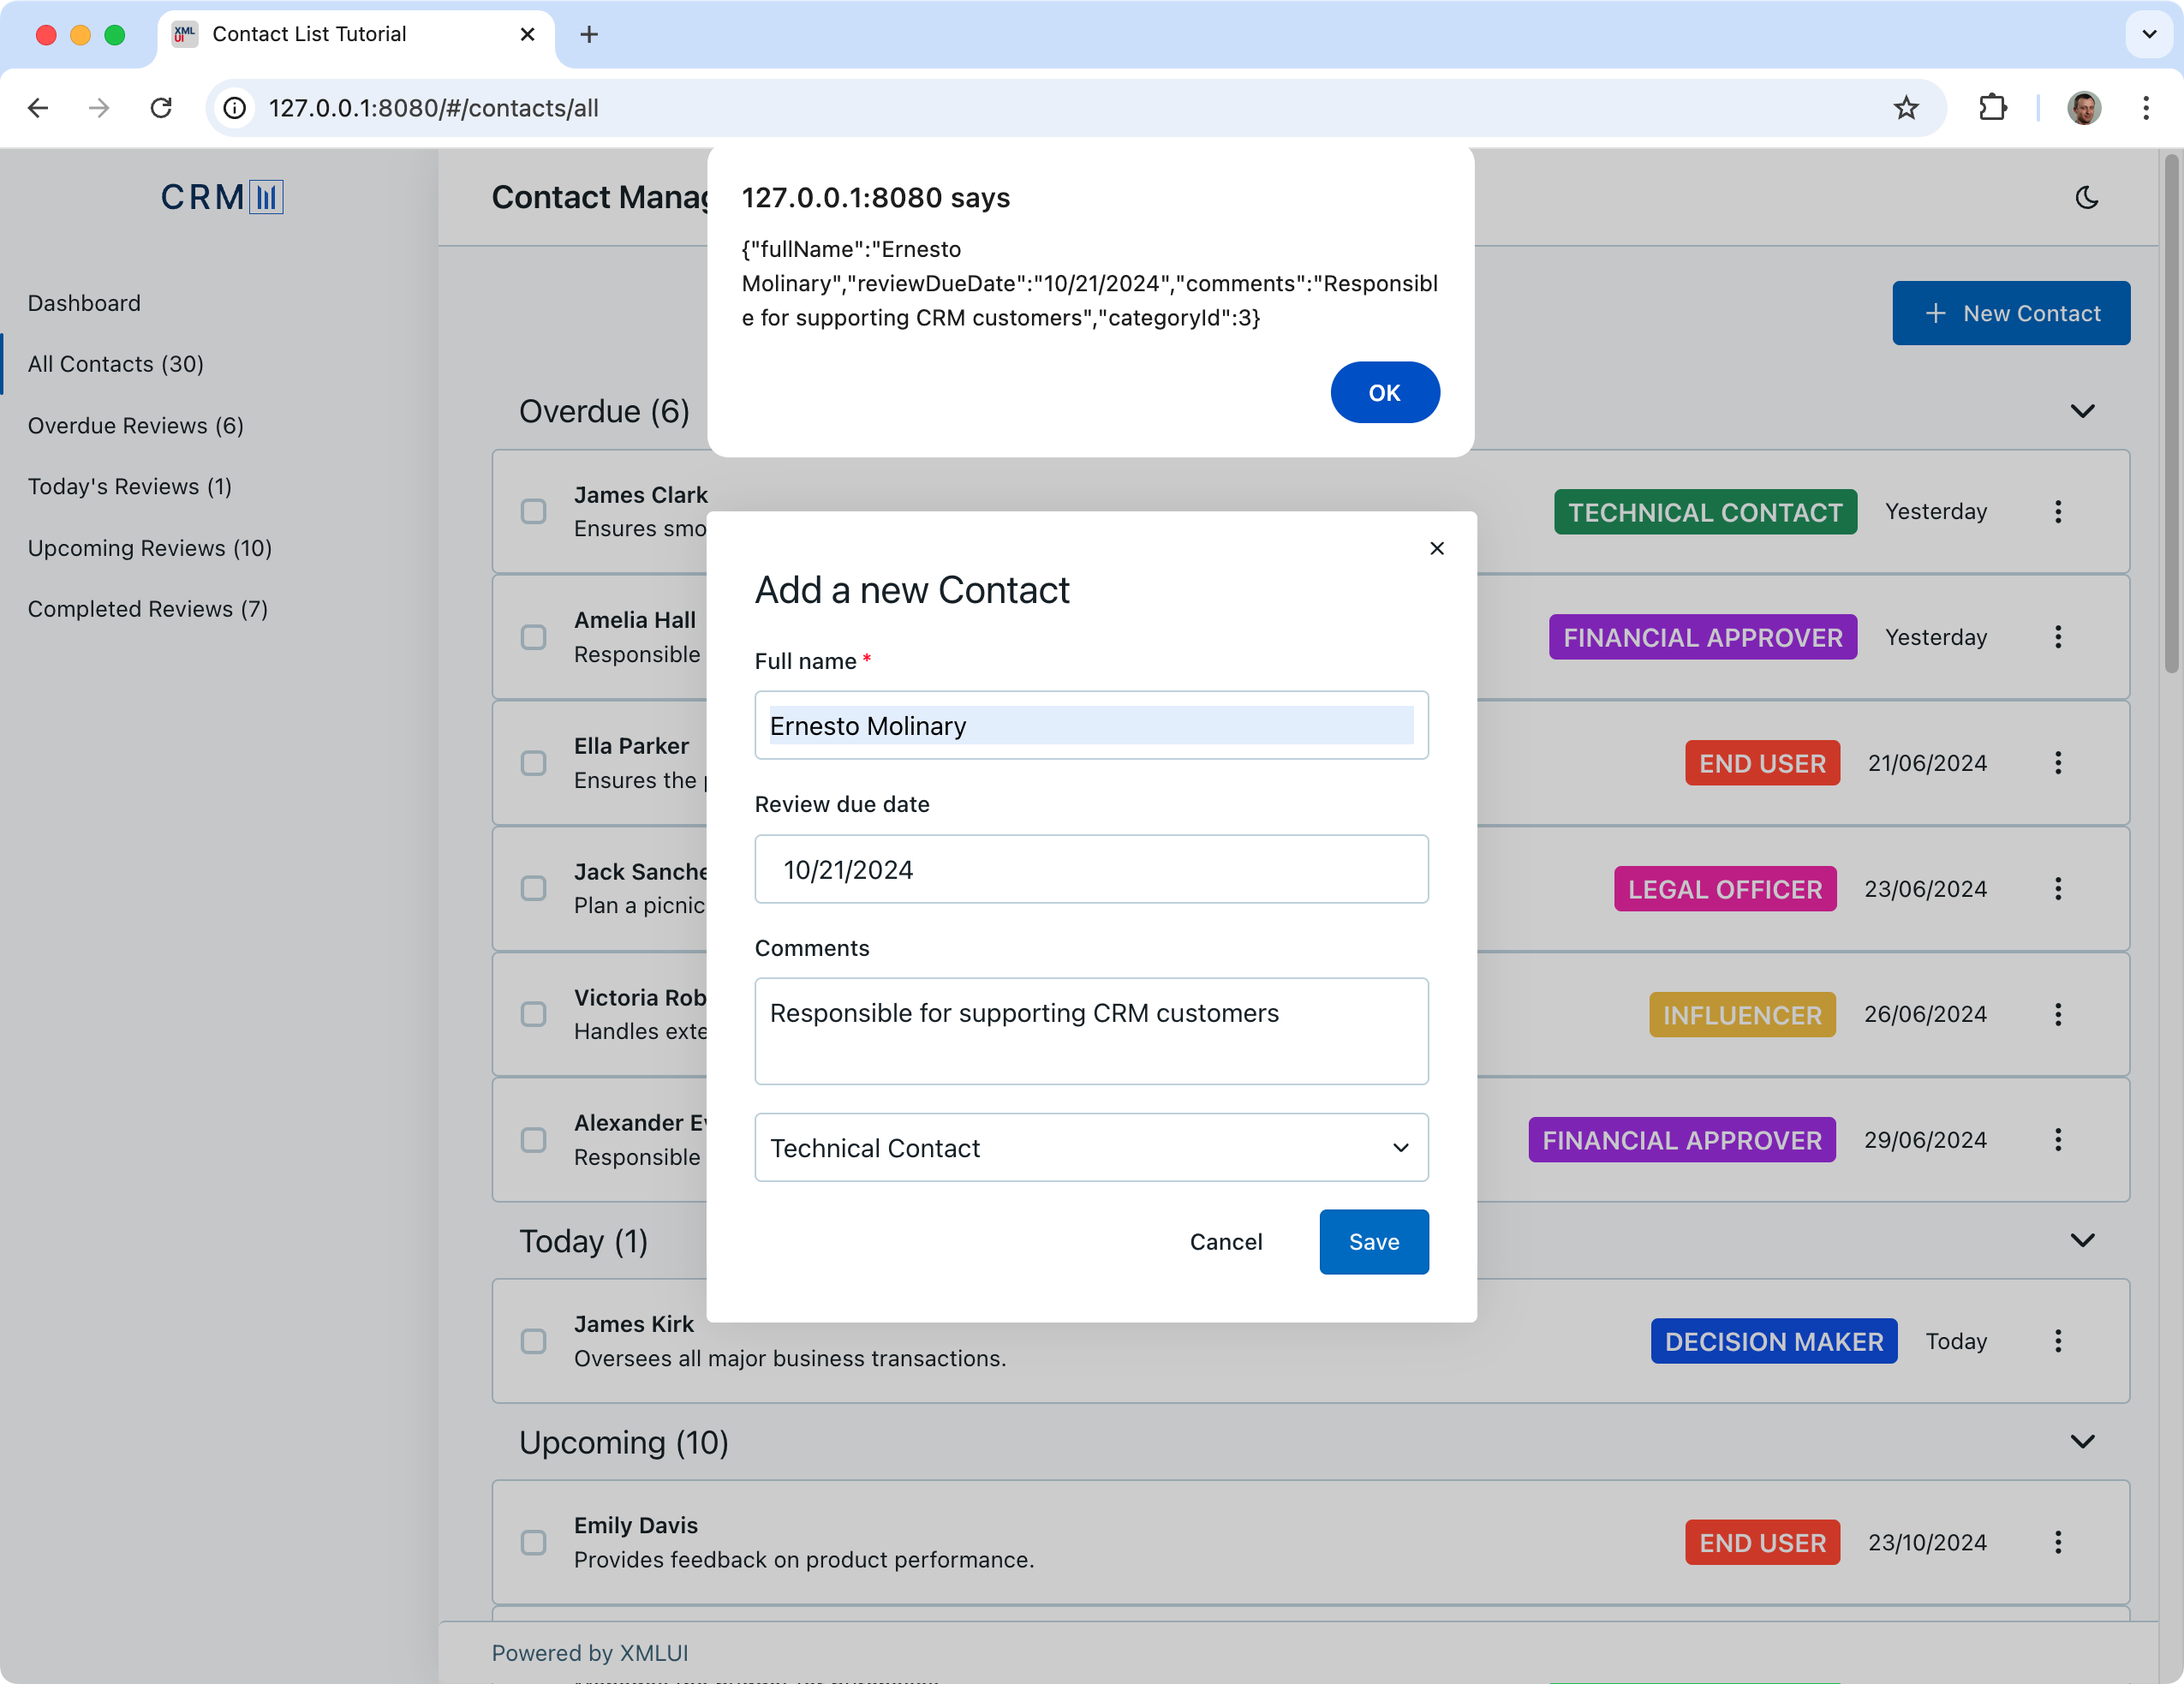 XML
UI
Contact List Tutorial
127.0.0.1:8080/#/contacts/all
CRM
Dashboard
All Contacts (30)
Overdue Reviews (6)
Today's Reviews (1)
Upcoming Reviews (10)
Completed Reviews (7)
Contact Manag
127.0.0.1:8080 says
{"fullName":"Ernesto
Molinary","reviewDueDate":"10/21/2024","comments":"Responsibl
e for supporting CRM customers","categoryId":3}
OK
New Contact
Overdue (6)
James Clark
Ensures smo
TECHNICAL CONTACT Yesterday
Amelia Hall
Responsible
FINANCIAL APPROVER Yesterday
Ella Parker
Ensures the
END USER 21/06/2024
Jack Sanche
Plan a picnic
LEGAL OFFICER 23/06/2024
Victoria Rob
Handles exte
INFLUENCER 26/06/2024
Alexander Ev
Responsible
FINANCIAL APPROVER 29/06/2024
Add a new Contact
Full name *
Ernesto Molinary
Review due date
10/21/2024
Comments
Responsible for supporting CRM customers
Technical Contact
Cancel
Save
Today (1)
James Kirk
Oversees all major business transactions.
DECISION MAKER Today
Upcoming (10)
Emily Davis
Provides feedback on product performance.
END USER 23/10/2024
Powered by XMLUI